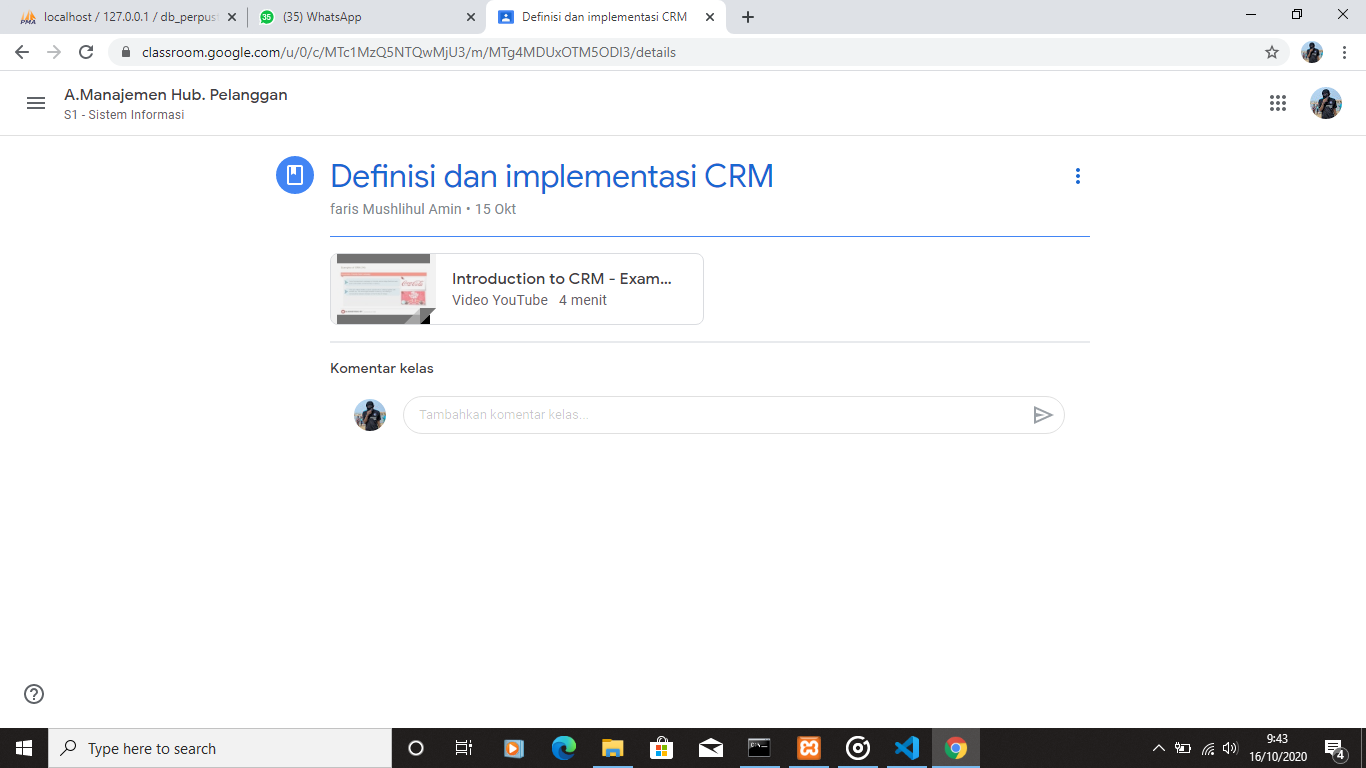 localhost / 127.0.0.1 / db_perpust
35
(35) WhatsApp
Definisi dan implementasi CRM
classroom.google.com/u/0/c/MTc1MzQ5NTQwMjU3/m/MTg4MDUxOTM5ODI3/details
A.Manajemen Hub. Pelanggan
S1 - Sistem Informasi
Definisi dan implementasi CRM
faris Mushlihul Amin • 15 Okt
Introduction to CRM - Exam...
Video YouTube 4 menit
Komentar kelas
Tambahkan komentar kelas...
Type here to search
9:43
16/10/2020
4